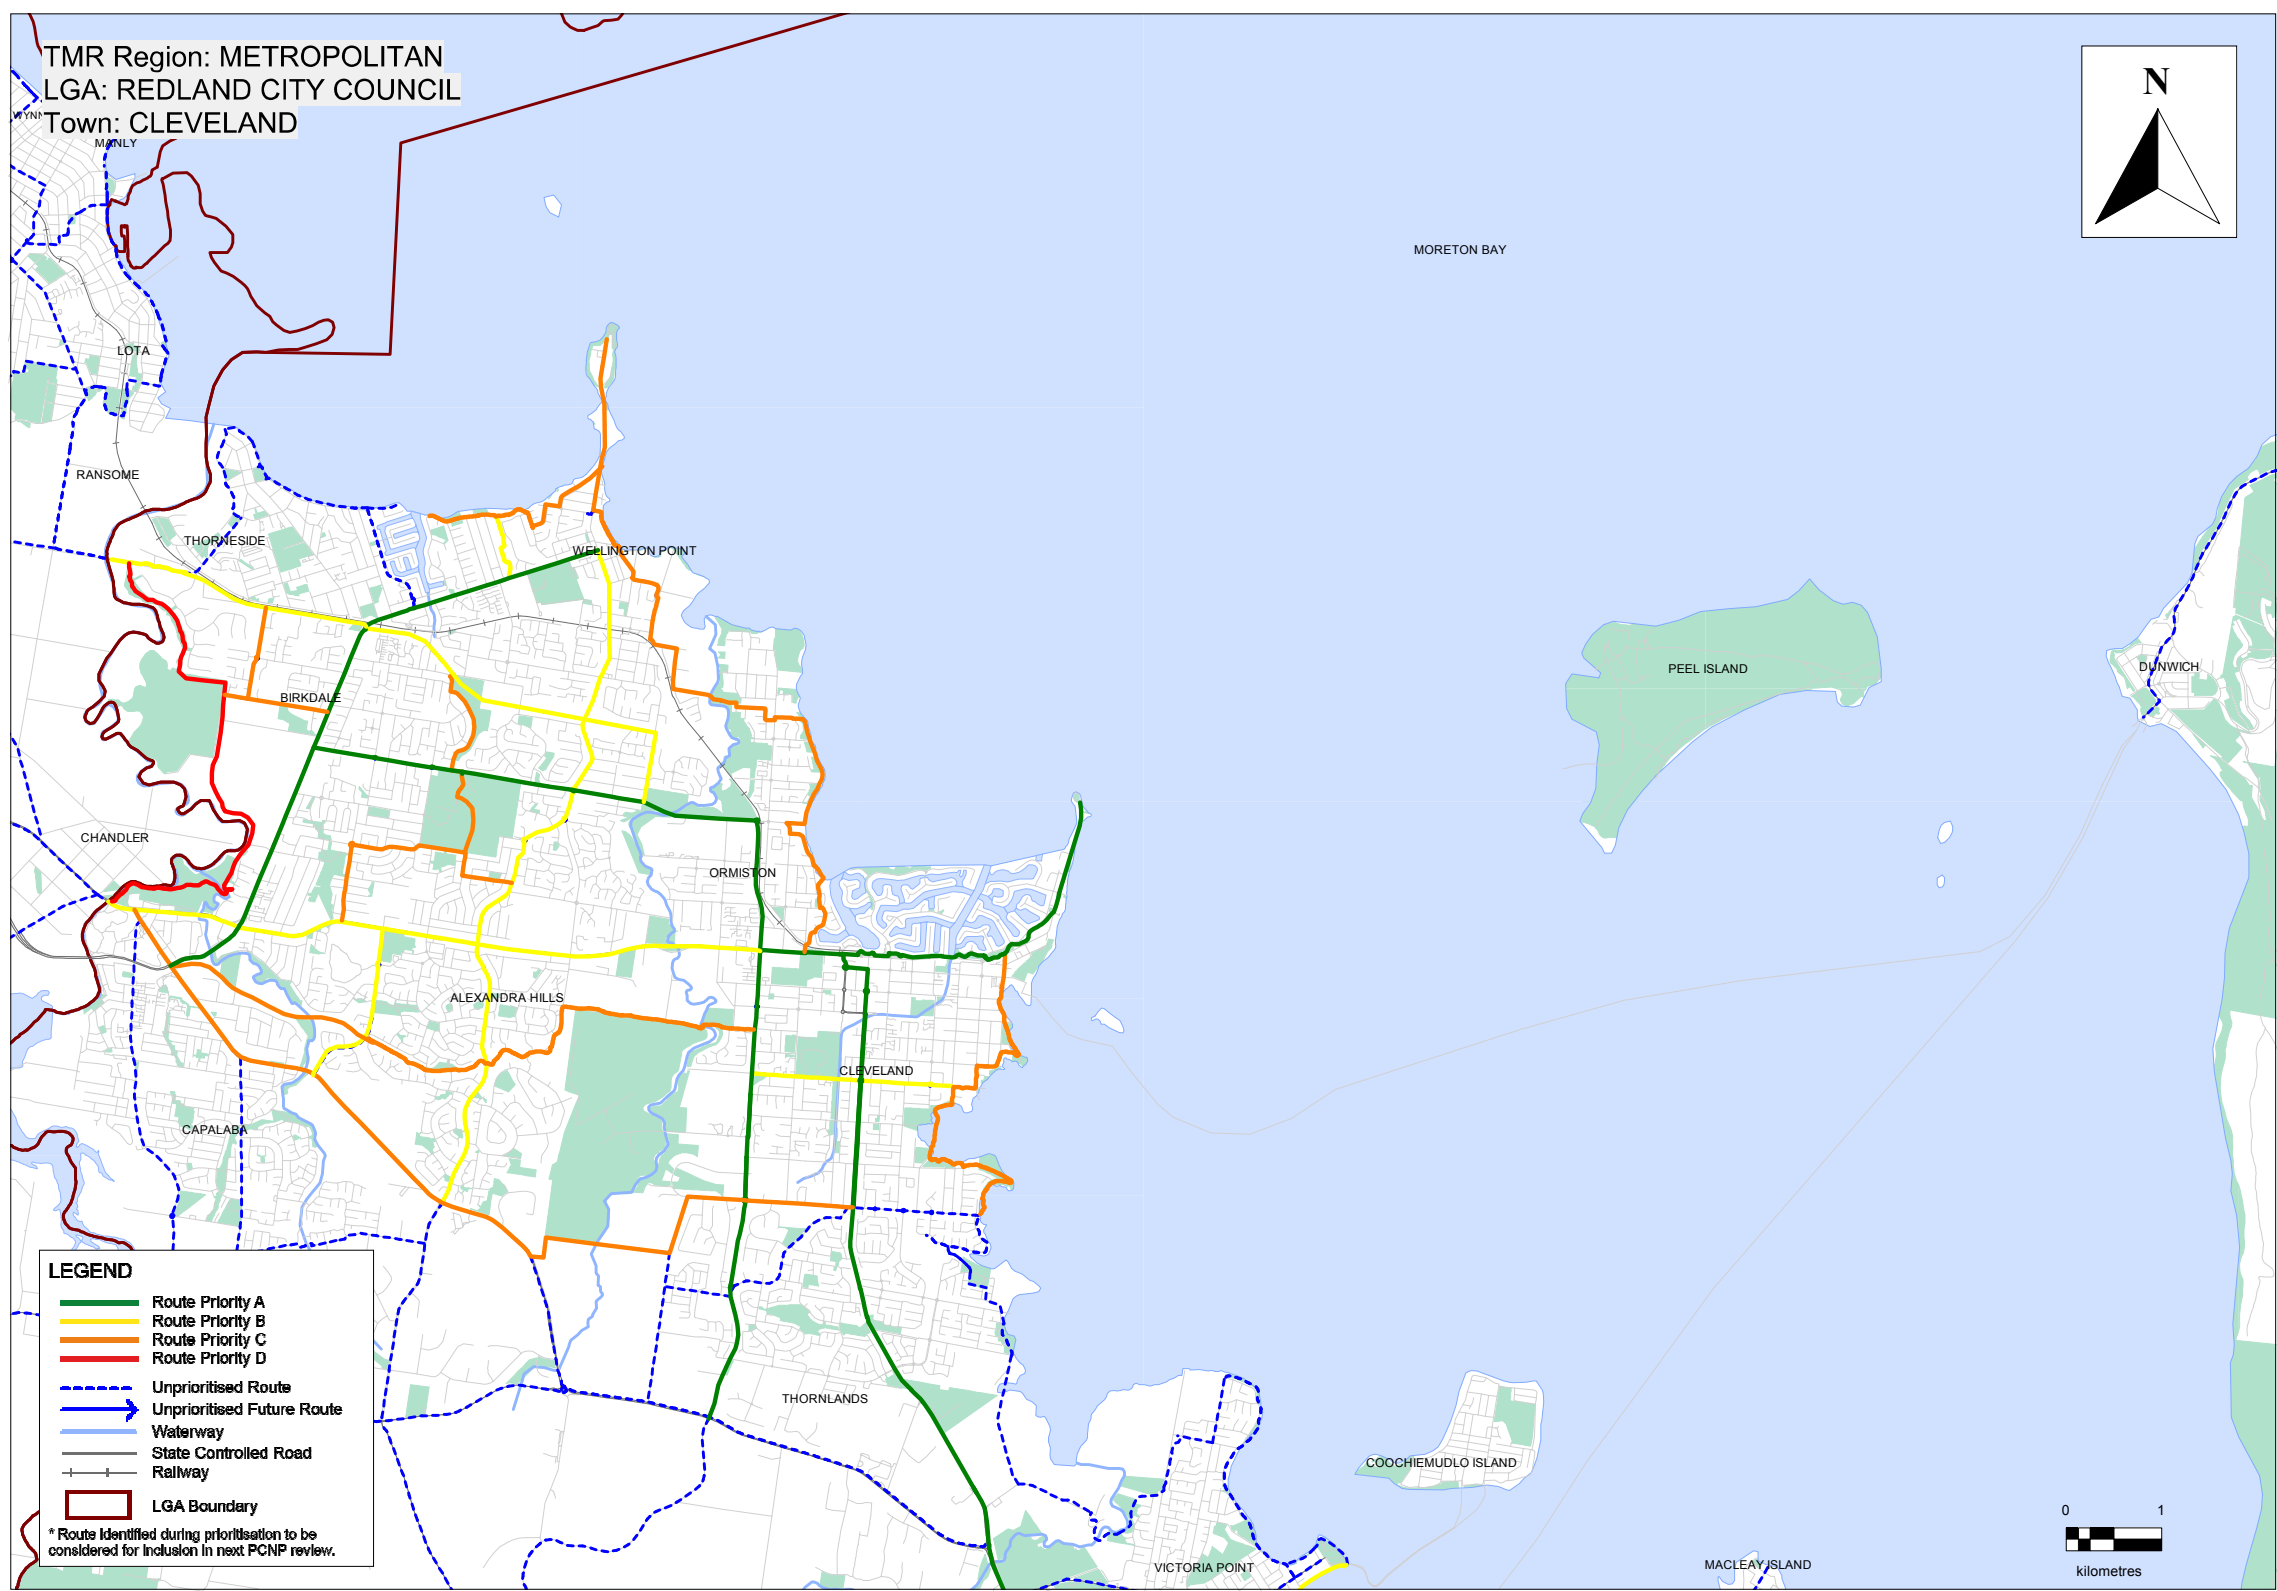 TMR Region: METROPOLITAN
LGA: REDLAND CITY COUNCIL
Town: CLEVELAND
N
MANLY
MORETON BAY
LOTA
RANSOME
THORNESIDE
WELLINGTON POINT
PEEL ISLAND
DUNWICH
BIRKDALE
CHANDLER
ORMISTON
ALEXANDRA HILLS
CLEVELAND
CAPALABA
THORNLANDS
COOCHIEMUDLO ISLAND
VICTORIA POINT
MACLEAY ISLAND
LEGEND
Route Priority A
Route Priority B
Route Priority C
Route Priority D
Unprioritised Route
Unprioritised Future Route
Waterway
State Controlled Road
Railway
LGA Boundary
* Route identified during prioritisation to be
considered for inclusion in next PCNP review.
0 1
kilometres